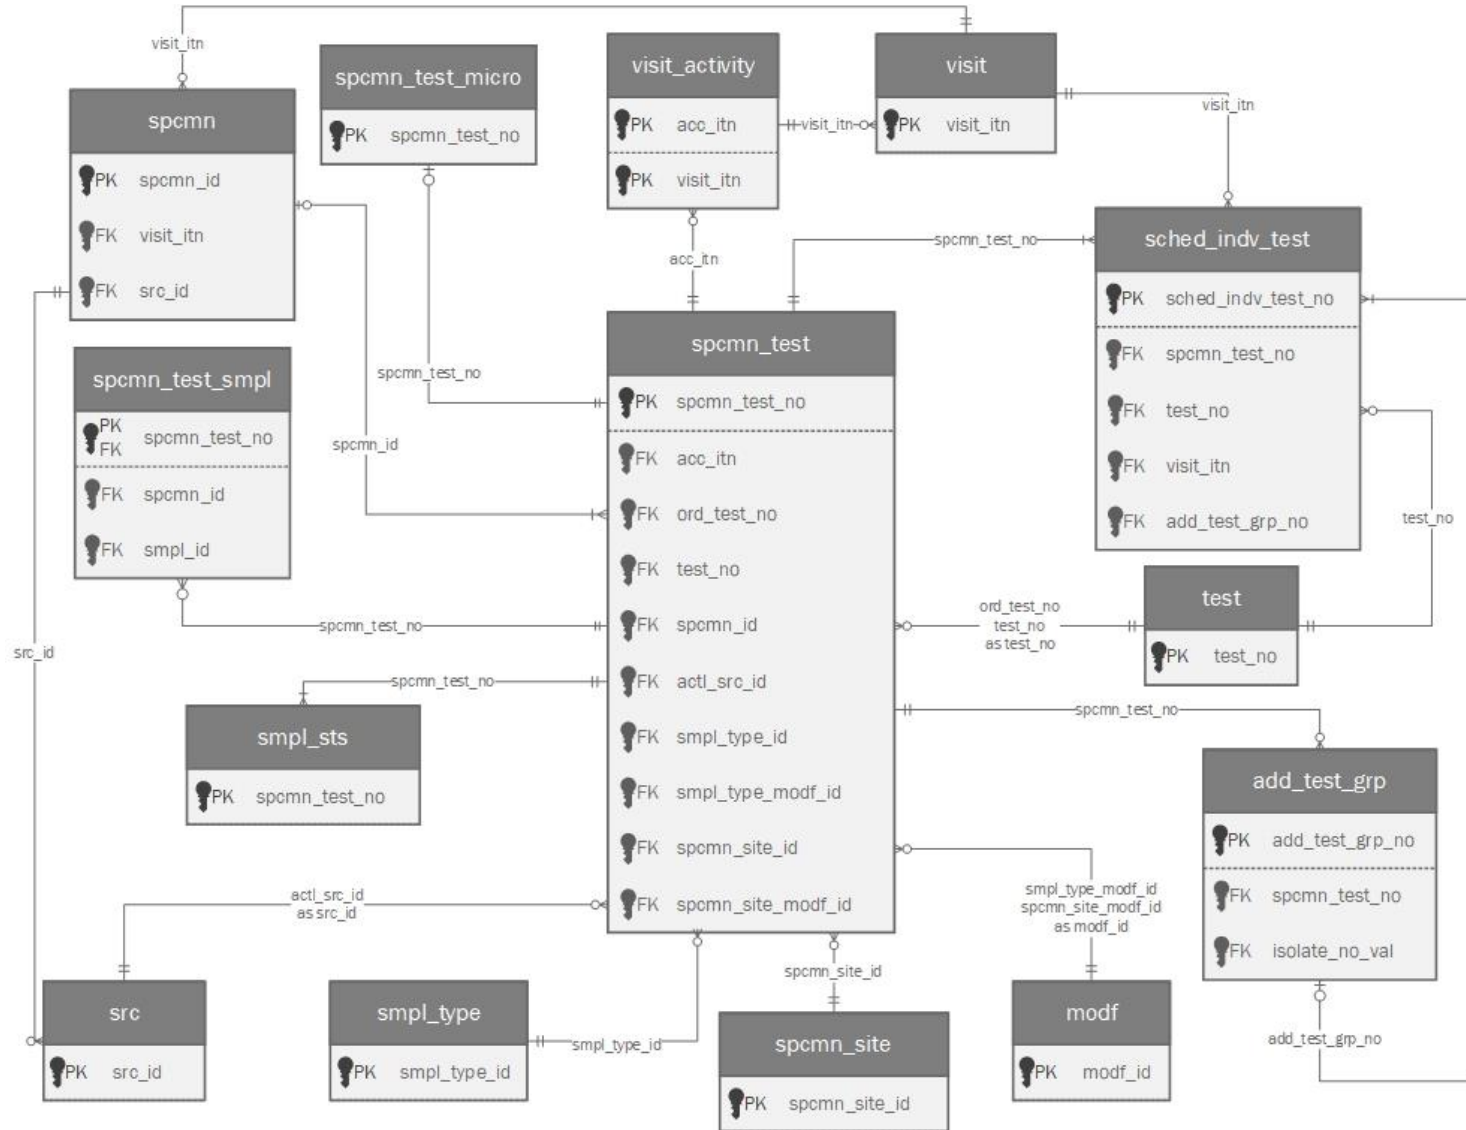 visit_itn
spcmn
PK spcmn_id
FK visit_itn
FK src_id
spcmn_test_micro
PK spcmn_test_no
visit_activity
PK acc_itn
PK visit_itn
visit_itn
visit
PK visit_itn
visit_itn
acc_itn
spcmn_test_no
sched_indv_test
PK sched_indv_test_no
FK spcmn_test_no
FK test_no
FK visit_itn
FK add_test_grp_no
spcmn_test_smpl
PK
FK
spcmn_test_no
FK spcmn_id
FK smpl_id
spcmn_test_no
spcmn_id
spcmn_test
PK spcmn_test_no
FK acc_itn
FK ord_test_no
FK test_no
FK spcmn_id
FK actl_src_id
FK smpl_type_id
FK smpl_type_modf_id
FK spcmn_site_id
FK spcmn_site_modf_id
test_no
ord_test_no
test_no
as test_no
test
PK test_no
spcmn_test_no
src_id
spcmn_test_no
smpl_sts
PK spcmn_test_no
spcmn_test_no
add_test_grp
PK add_test_grp_no
FK spcmn_test_no
FK isolate_no_val
actl_src_id
as src_id
smpl_type_modf_id
spcmn_site_modf_id
as modf_id
spcmn_site_id
src
PK src_id
smpl_type
PK smpl_type_id
smpl_type_id
spcmn_site
PK spcmn_site_id
modf
PK modf_id
add_test_grp_no